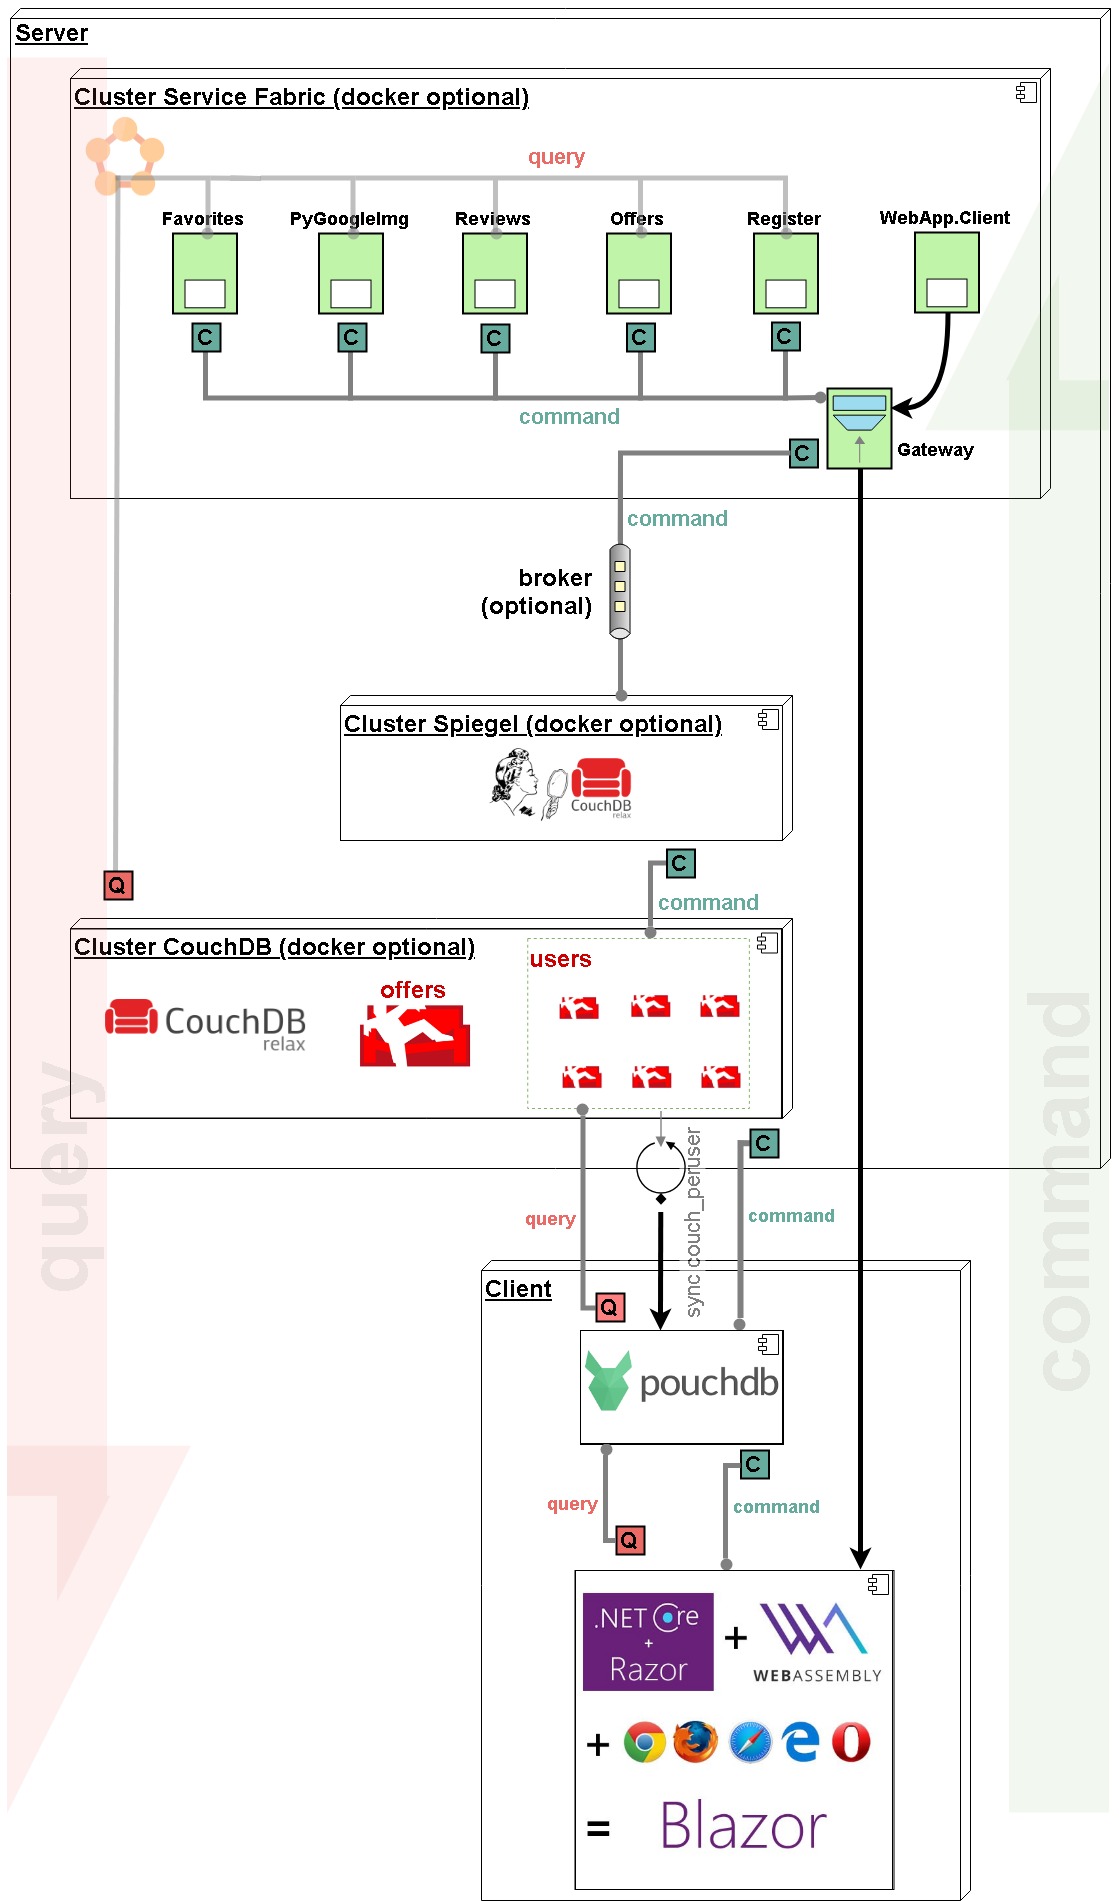 Server
Cluster Service Fabric (docker optional)
query
Favorites
PyGoogleImg
Reviews
Offers
Register
WebApp.Client
C
C
C
C
C
command
C
Gateway
command
broker
(optional)
Cluster Spiegel (docker optional)
CouchDB
relax
Q
C
command
Cluster CouchDB (docker optional)
users
offers
CouchDB
relax
query
command
C
sync couch_peruser
query
command
Client
Q
pouchdb
C
query
command
Q
.NET Core
+
Razor
+
WEBASSEMBLY
+
= Blazor